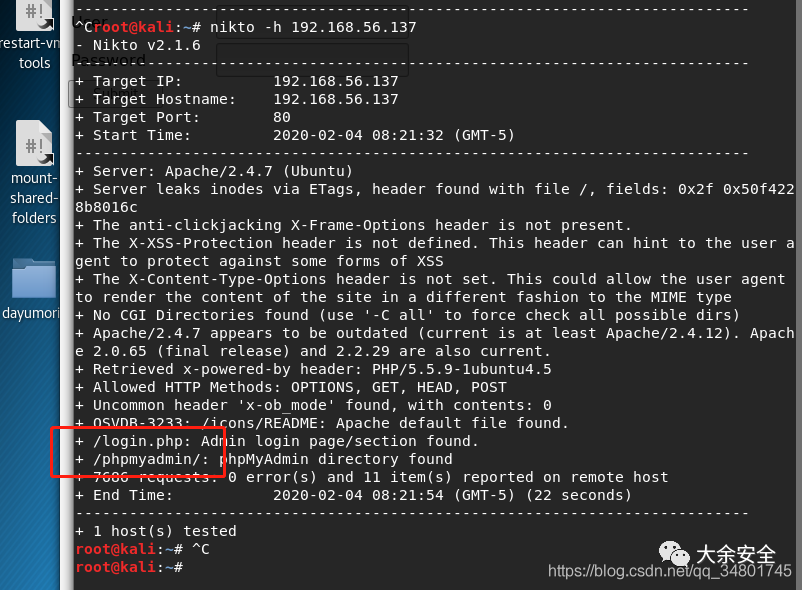 restart-vm
tools
mount-
shared-
folders
dayumori
User
Password
--------------------------------------------------------------------------
^Croot@kali:~# nikto -h 192.168.56.137
- Nikto v2.1.6
--------------------------------------------------------------------------
+ Target IP:          192.168.56.137
+ Target Hostname:    192.168.56.137
+ Target Port:        80
+ Start Time:         2020-02-04 08:21:32 (GMT-5)
--------------------------------------------------------------------------
+ Server: Apache/2.4.7 (Ubuntu)
+ Server leaks inodes via ETags, header found with file /, fields: 0x2f 0x50f422
8b8016c
+ The anti-clickjacking X-Frame-Options header is not present.
+ The X-XSS-Protection header is not defined. This header can hint to the user a
gent to protect against some forms of XSS
+ The X-Content-Type-Options header is not set. This could allow the user agent
to render the content of the site in a different fashion to the MIME type
+ No CGI Directories found (use '-C all' to force check all possible dirs)
+ Apache/2.4.7 appears to be outdated (current is at least Apache/2.4.12). Apach
e 2.0.65 (final release) and 2.2.29 are also current.
+ Retrieved x-powered-by header: PHP/5.5.9-1ubuntu4.5
+ Allowed HTTP Methods: OPTIONS, GET, HEAD, POST
+ Uncommon header 'x-ob_mode' found, with contents: 0
+ OSVDB-3233: /icons/README: Apache default file found.
+ /login.php: Admin login page/section found.
+ /phpmyadmin/: phpMyAdmin directory found
+ 7686 requests: 0 error(s) and 11 item(s) reported on remote host
+ End Time:           2020-02-04 08:21:54 (GMT-5) (22 seconds)
--------------------------------------------------------------------------
+ 1 host(s) tested
root@kali:~# ^C
root@kali:~#
大余安全
https://blog.csdn.net/qq_34801745